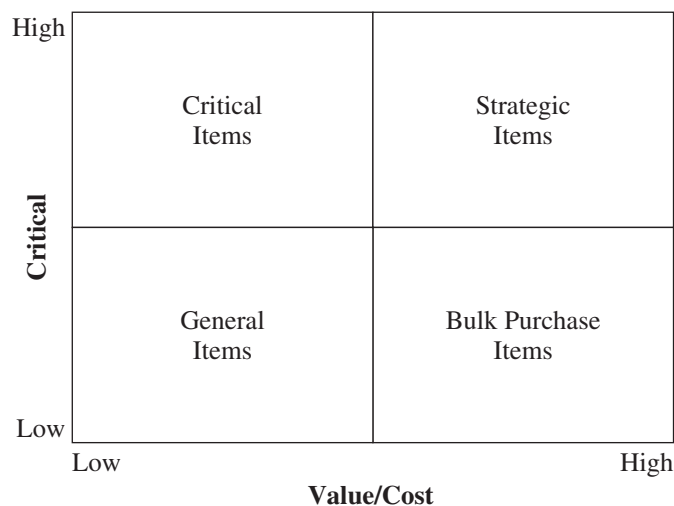 High
Critical
Items
Strategic
Items
Critical
General
Items
Bulk Purchase
Items
Low
Low
High
Value/Cost